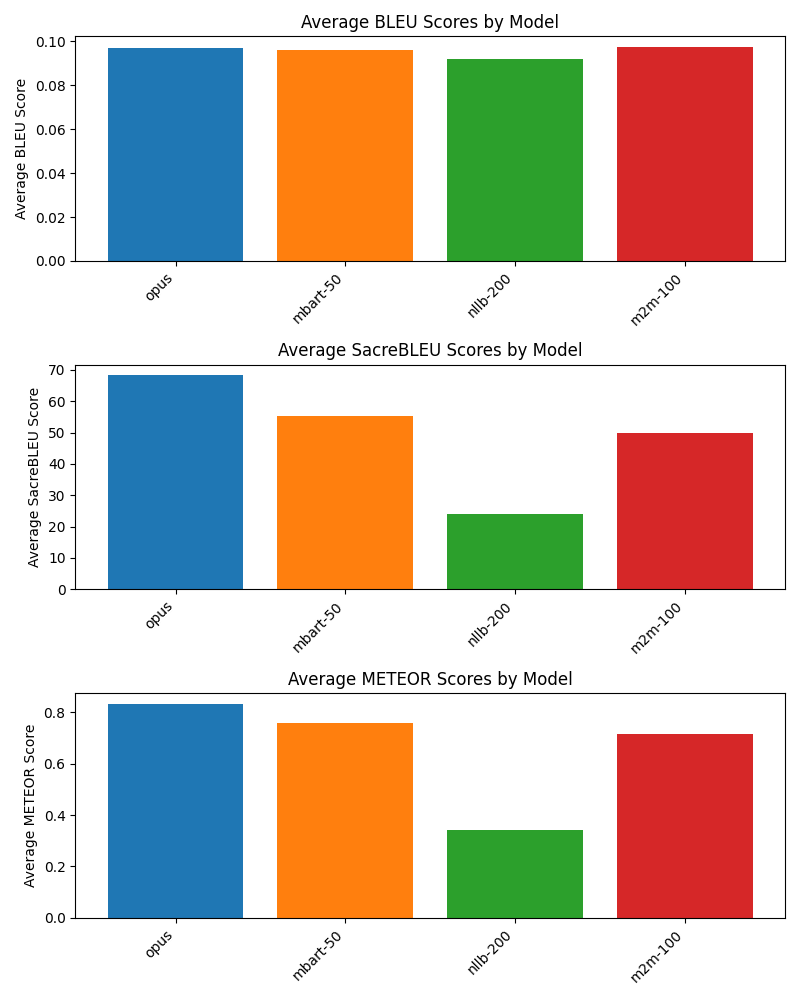 Average BLEU Scores by Model
Average BLEU Score
0.10
0.08
0.06
0.04
0.02
0.00
opus
mbart-50
nllb-200
m2m-100
Average SacreBLEU Scores by Model
Average SacreBLEU Score
70
60
50
40
30
20
10
0
opus
mbart-50
nllb-200
m2m-100
Average METEOR Scores by Model
Average METEOR Score
0.8
0.6
0.4
0.2
0.0
opus
mbart-50
nllb-200
m2m-100